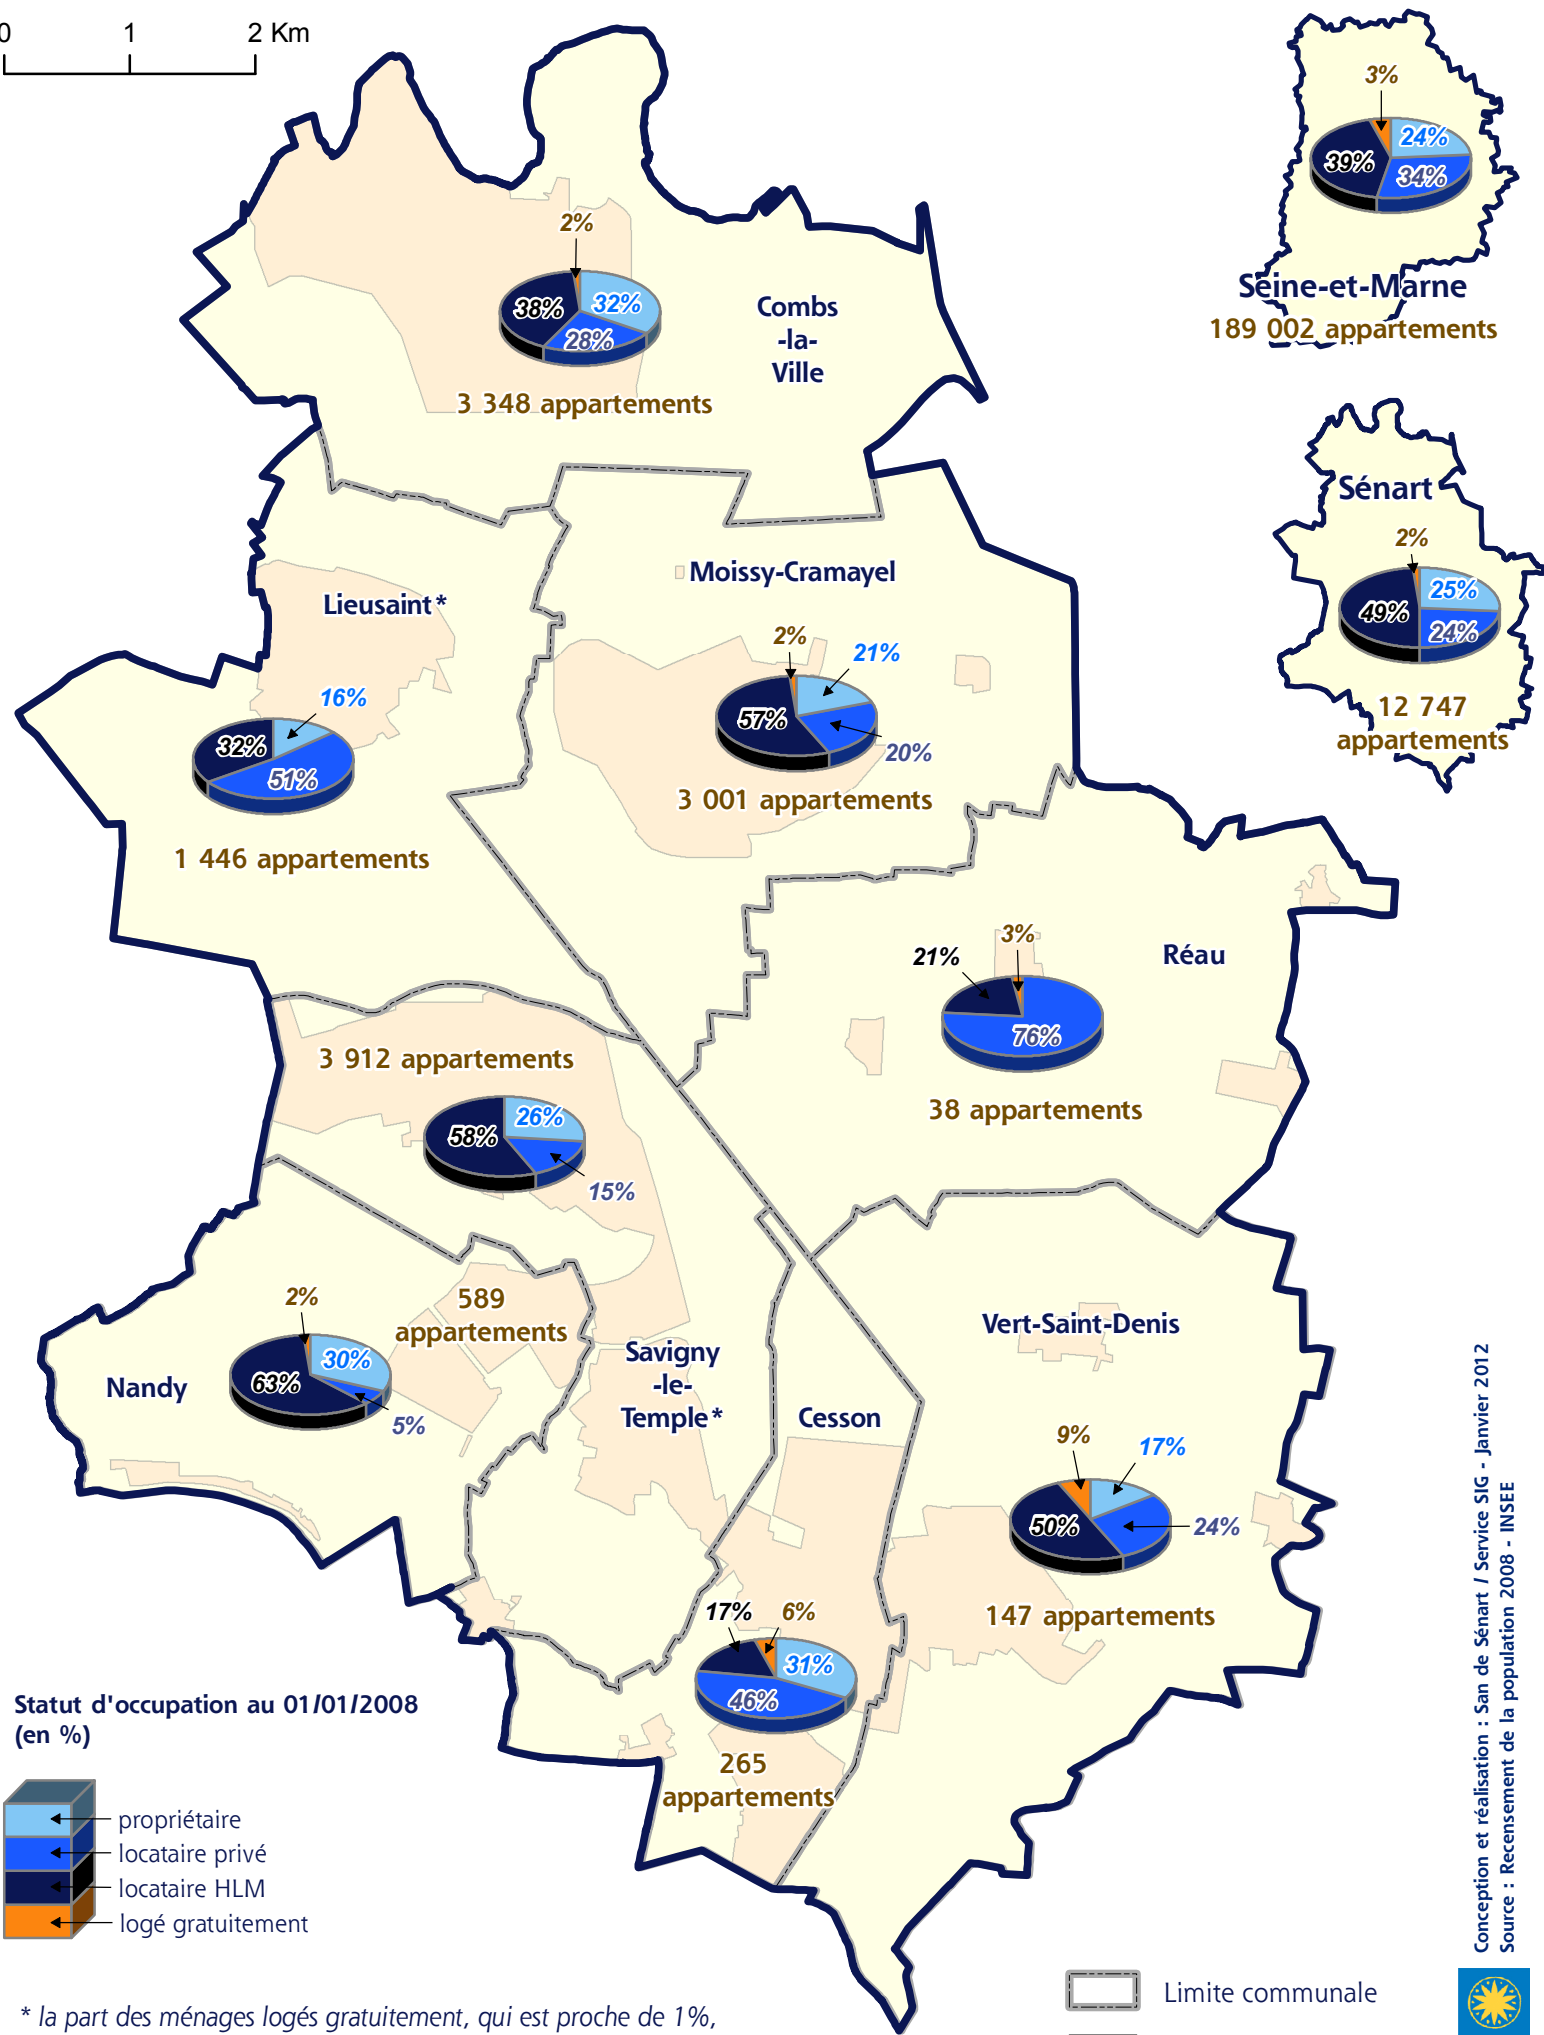 0 1 2 Km
3%
24%
39%
34%
Seine-et-Marne
189 002 appartements
2%
38%
32%
28%
Combs
-la-
Ville
3 348 appartements
Sénart
2%
25%
49%
24%
12 747
appartements
Moissy-Cramayel
2%
21%
57%
20%
3 001 appartements
Lieusaint*
16%
32%
51%
1 446 appartements
Réau
21%
3%
76%
38 appartements
3 912 appartements
26%
58%
15%
Savigny
-le-
Temple*
2%
30%
63%
5%
589
appartements
Nandy
Cesson
17%
6%
31%
46%
265
appartements
Vert-Saint-Denis
9%
17%
50%
24%
147 appartements
Statut d'occupation au 01/01/2008
(en %)
propriétaire
locataire privé
locataire HLM
logé gratuitement
* la part des ménages logés gratuitement, qui est proche de 1%,
Limite communale
Conception et réalisation : San de Sénart / Service SIG - Janvier 2012
Source : Recensement de la population 2008 - INSEE